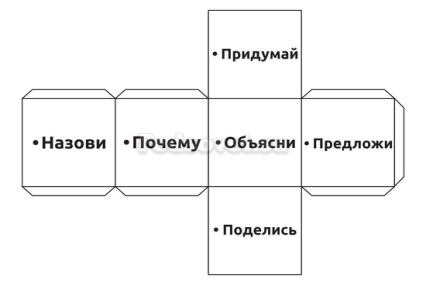 • Придумай
• Назови
• Почему
• Объясни
• Предложи
• Поделись